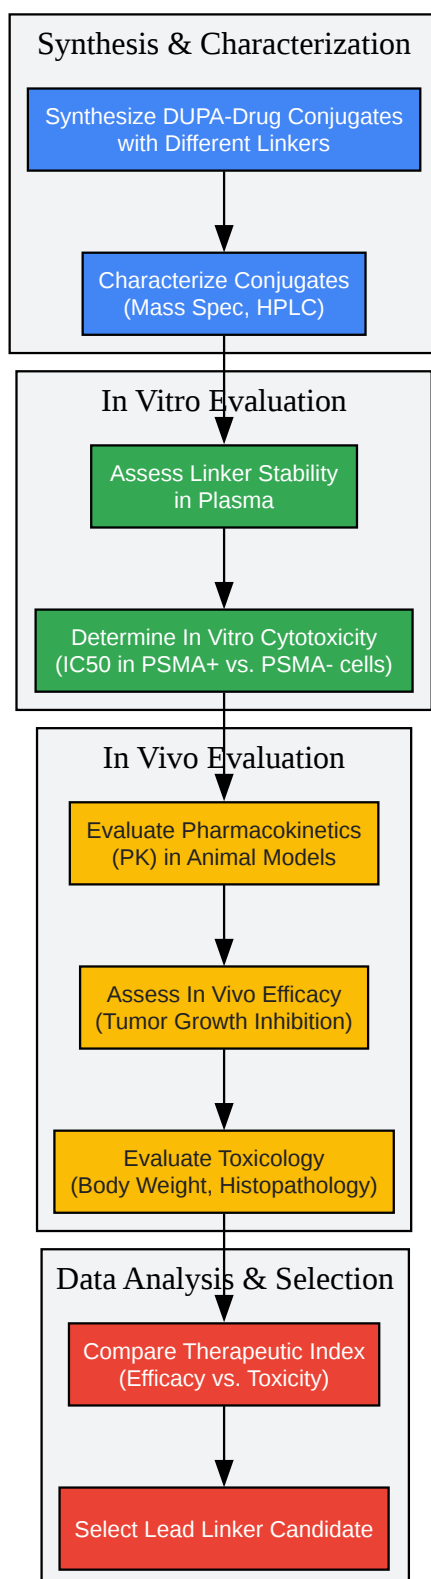 Synthesis & Characterization
Synthesize DUPA-Drug Conjugates
with Different Linkers
Characterize Conjugates
(Mass Spec, HPLC)
In Vitro Evaluation
Assess Linker Stability
in Plasma
Determine In Vitro Cytotoxicity
(IC50 in PSMA+ vs. PSMA- cells)
In Vivo Evaluation
Evaluate Pharmacokinetics
(PK) in Animal Models
Assess In Vivo Efficacy
(Tumor Growth Inhibition)
Evaluate Toxicology
(Body Weight, Histopathology)
Data Analysis & Selection
Compare Therapeutic Index
(Efficacy vs. Toxicity)
Select Lead Linker Candidate